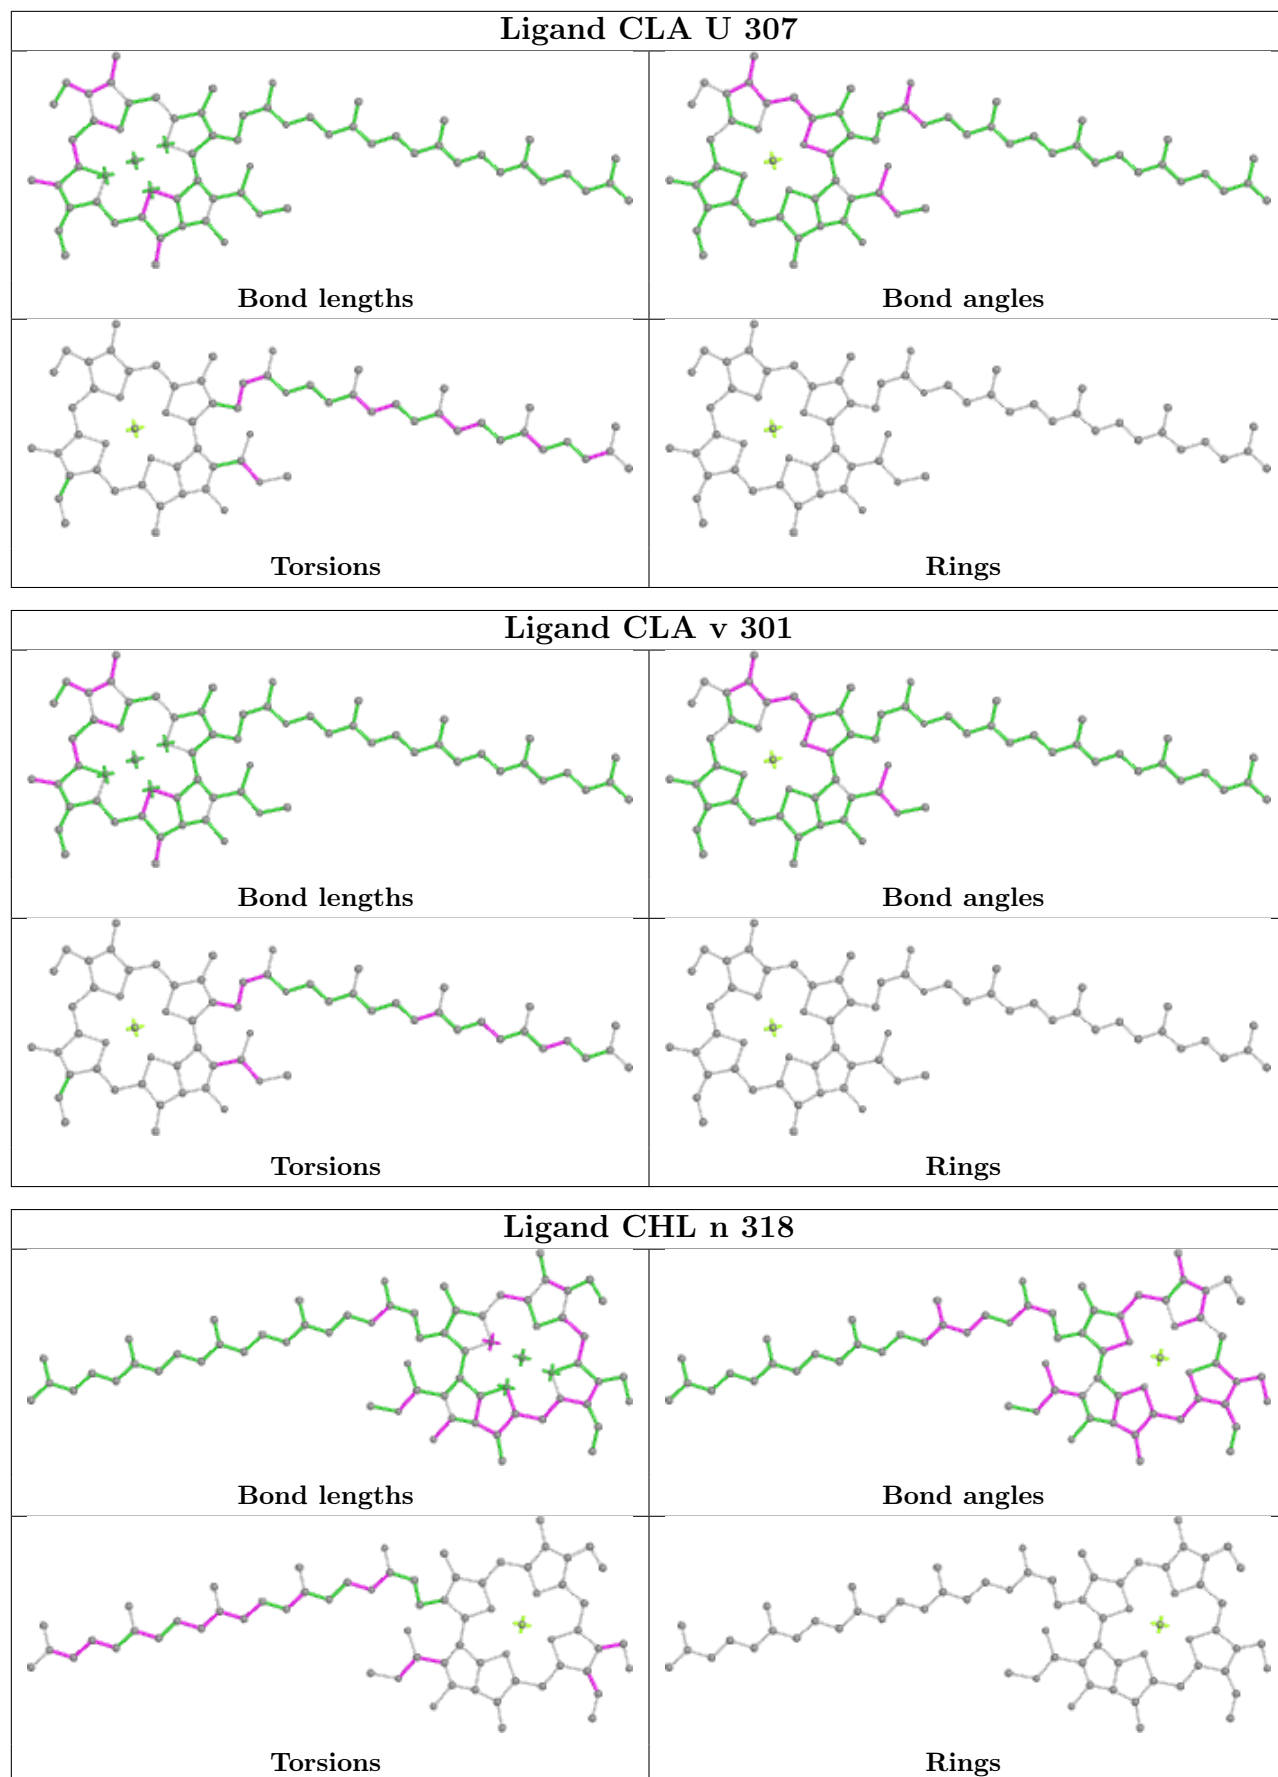 Ligand CLA U 307
Bond lengths
Bond angles
Torsions
Rings
Ligand CLA v 301
Bond lengths
Bond angles
Torsions
Rings
Ligand CHL n 318
Bond lengths
Bond angles
Torsions
Rings